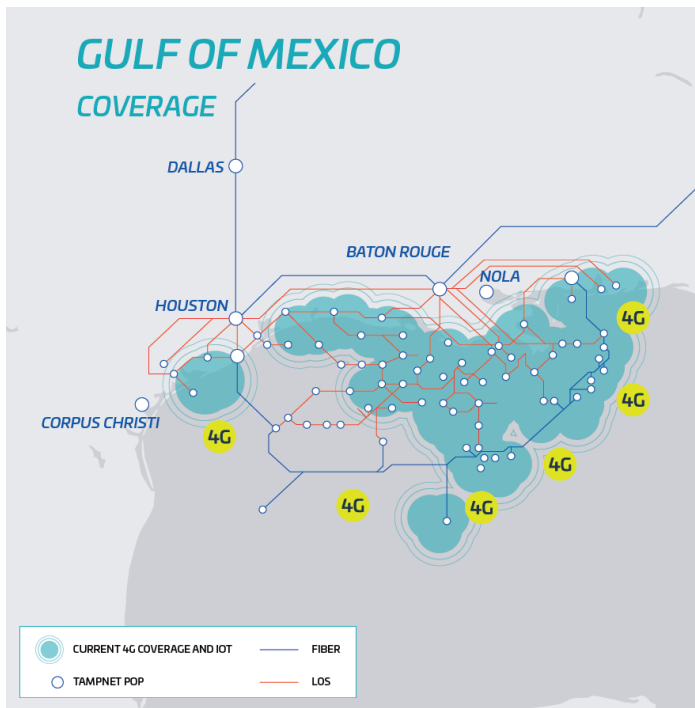 GULF OF MEXICO
COVERAGE
DALLAS
BATON ROUGE
NOLA
HOUSTON
4G
4G
CORPUS CHRISTI
4G
4G
4G
4G
CURRENT 4G COVERAGE AND IOT
FIBER
TAMPNET POP
LOS